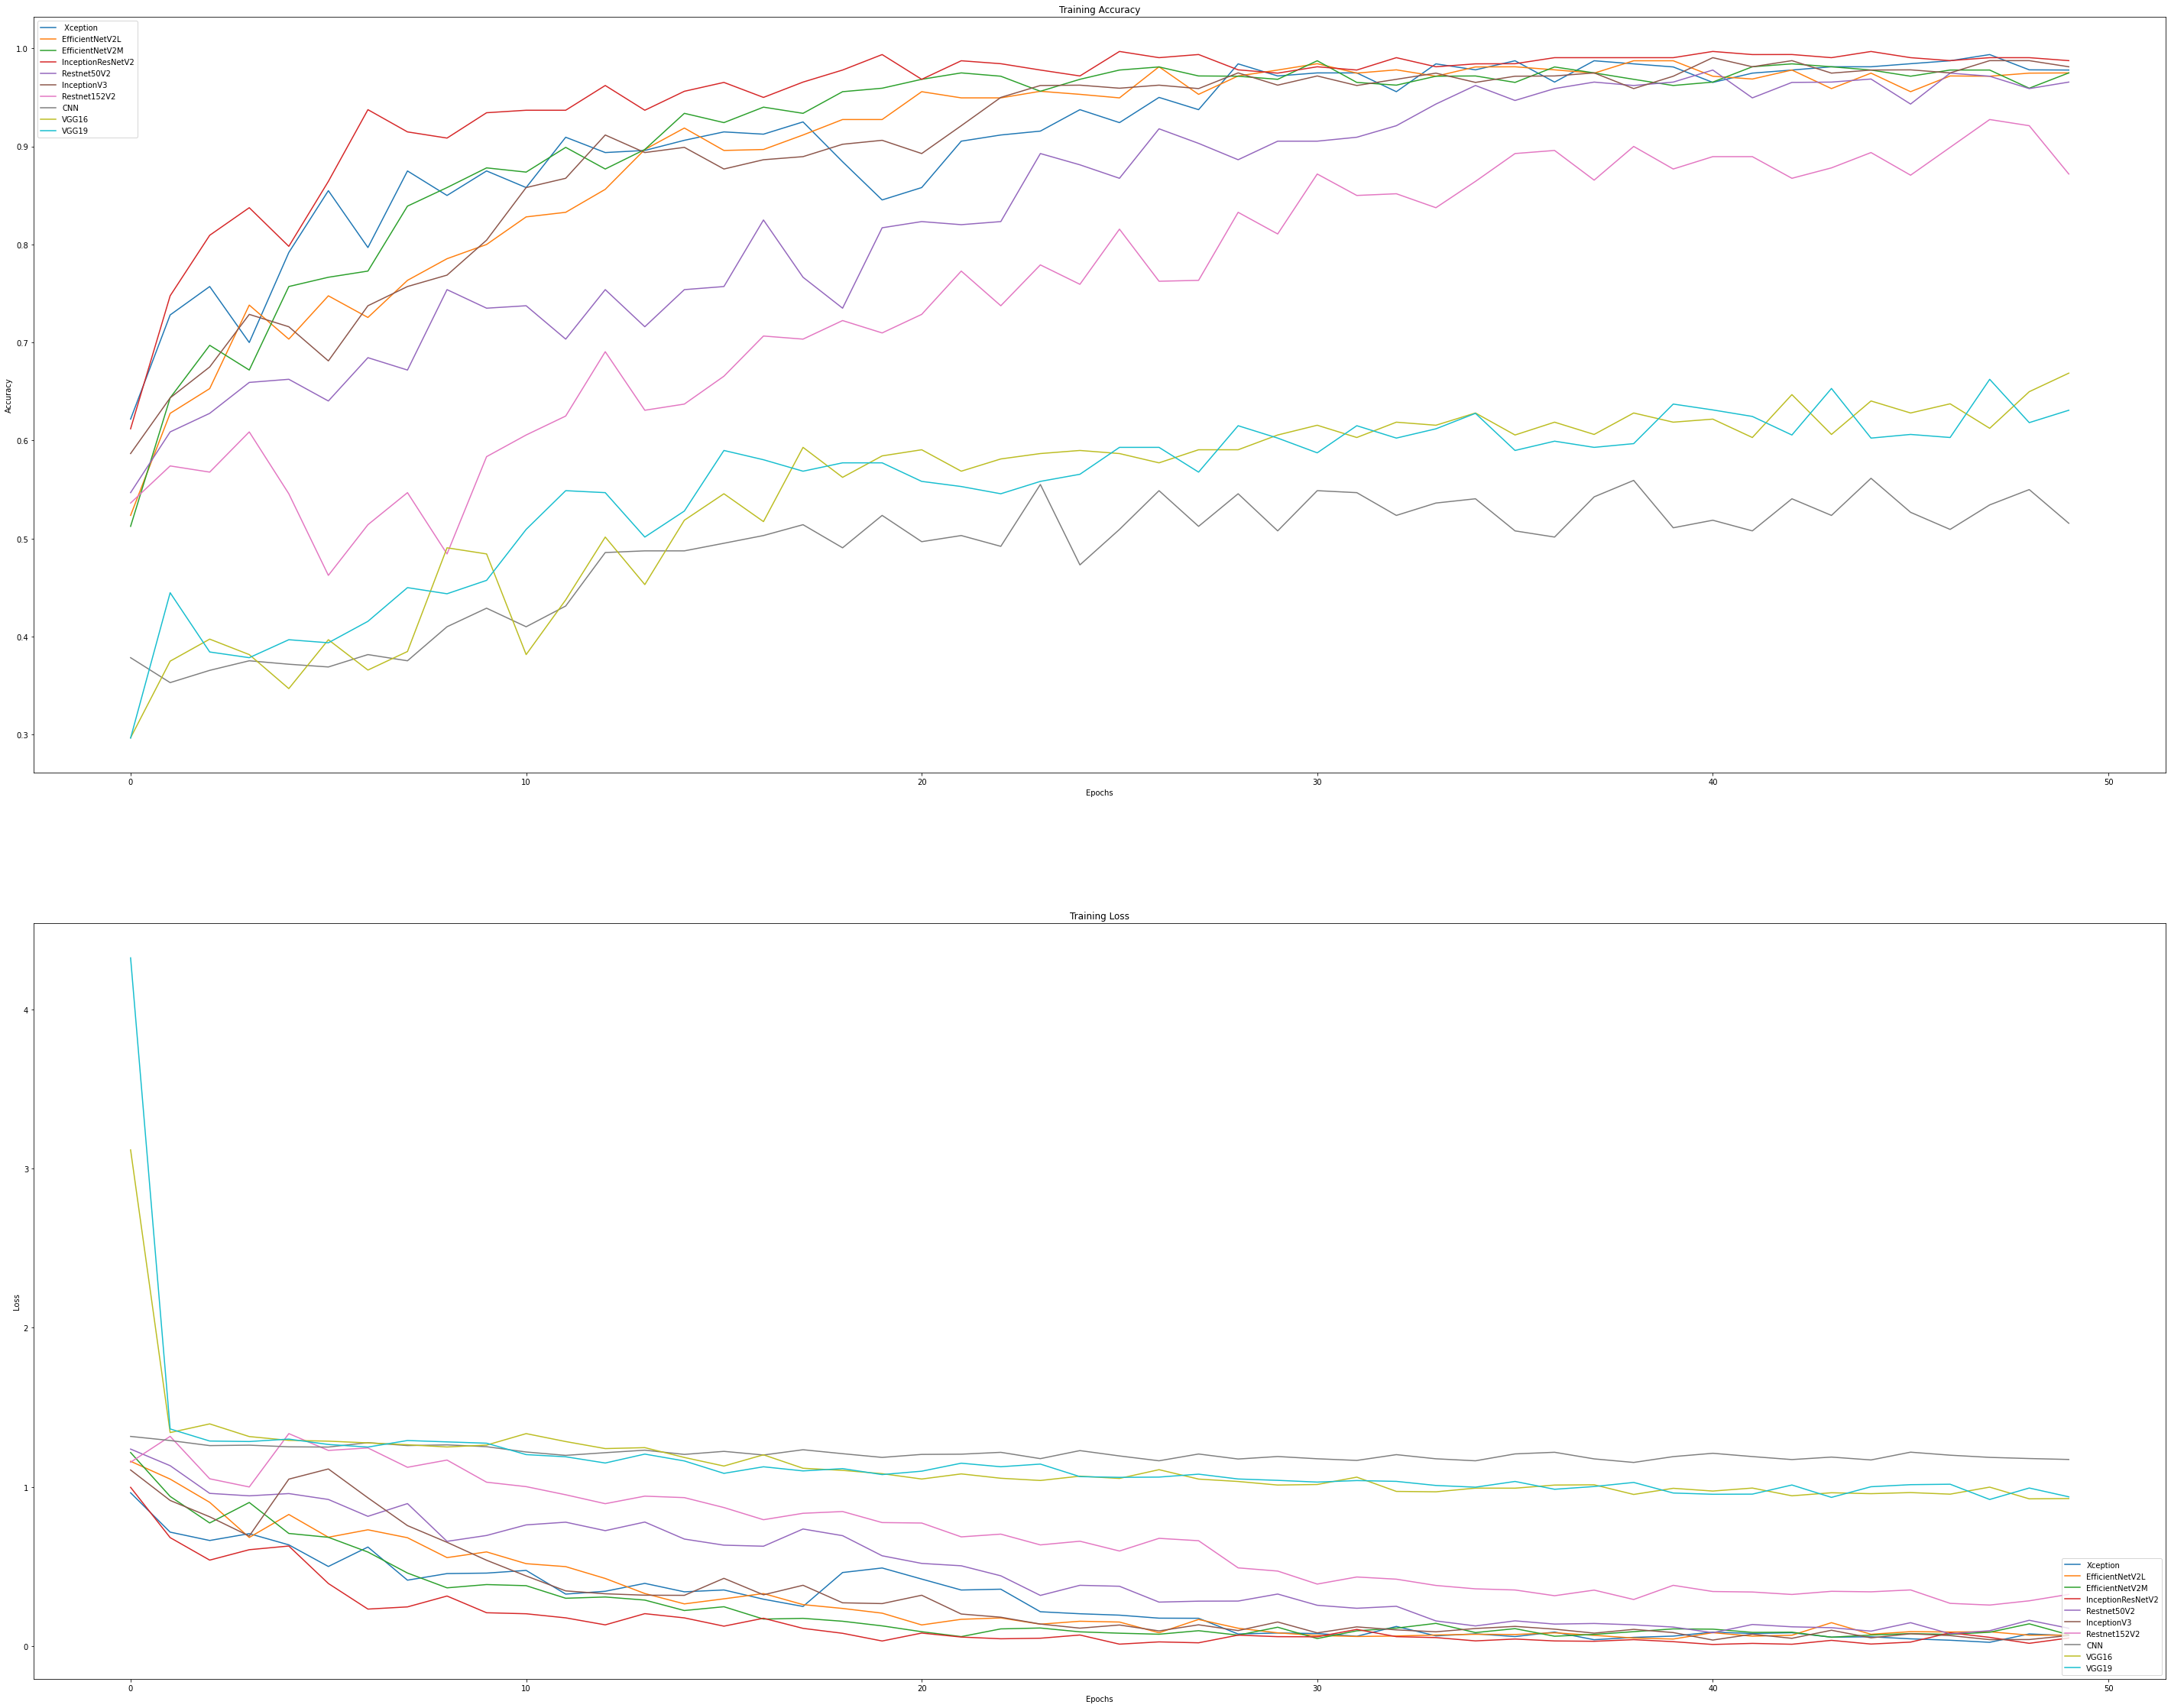 Training Accuracy
Xception
EfficientNetV2L
EfficientNetV2M
InceptionResNetV2
Restnet50V2
InceptionV3
Restnet152V2
CNN
VGG16
VGG19
1.0
0.9
0.8
0.7
0.6
0.5
0.4
0.3
Accuracy
0 10 20 30 40 50
Epochs
Training Loss
4
3
2
1
0
Loss
Xception
EfficientNetV2L
EfficientNetV2M
InceptionResNetV2
Restnet50V2
InceptionV3
Restnet152V2
CNN
VGG16
VGG19
0 10 20 30 40 50
Epochs